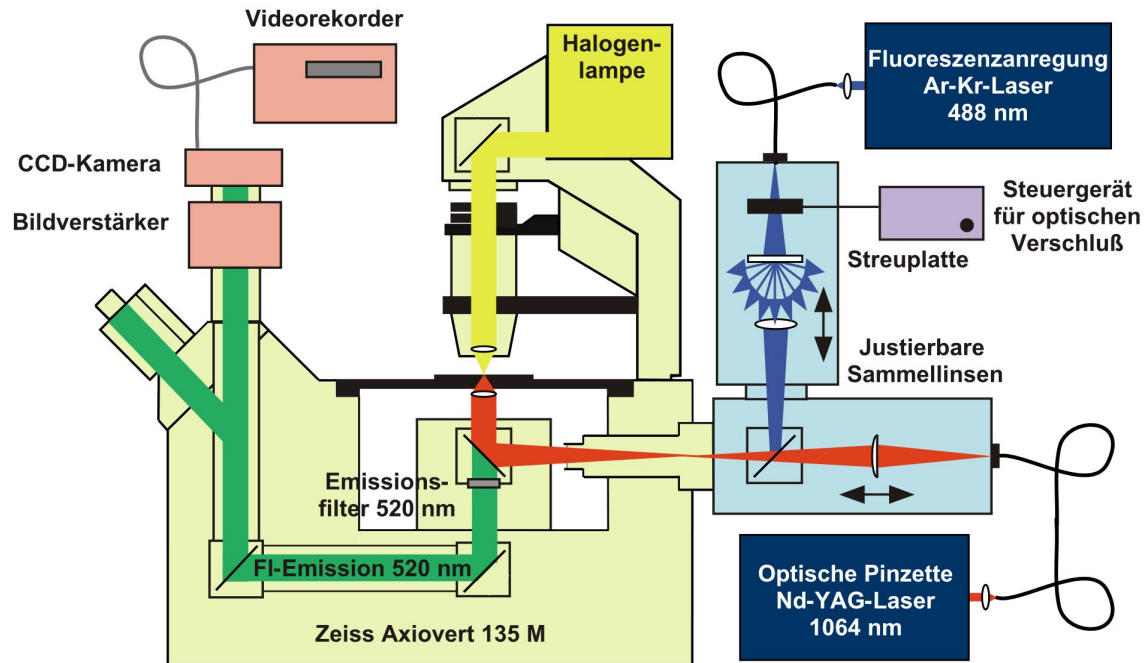 Videorekorder
Halogen-
lampe
Fluoreszenzanregung
Ar-Kr-Laser
488 nm
CCD-Kamera
Bildverstärker
Steuergerät
für optischen
Verschluß
Streuplatte
Justierbare
Sammellinsen
Emissions-
filter 520 nm
Fl-Emission 520 nm
Optische Pinzette
Nd-YAG-Laser
1064 nm
Zeiss Axiovert 135 M